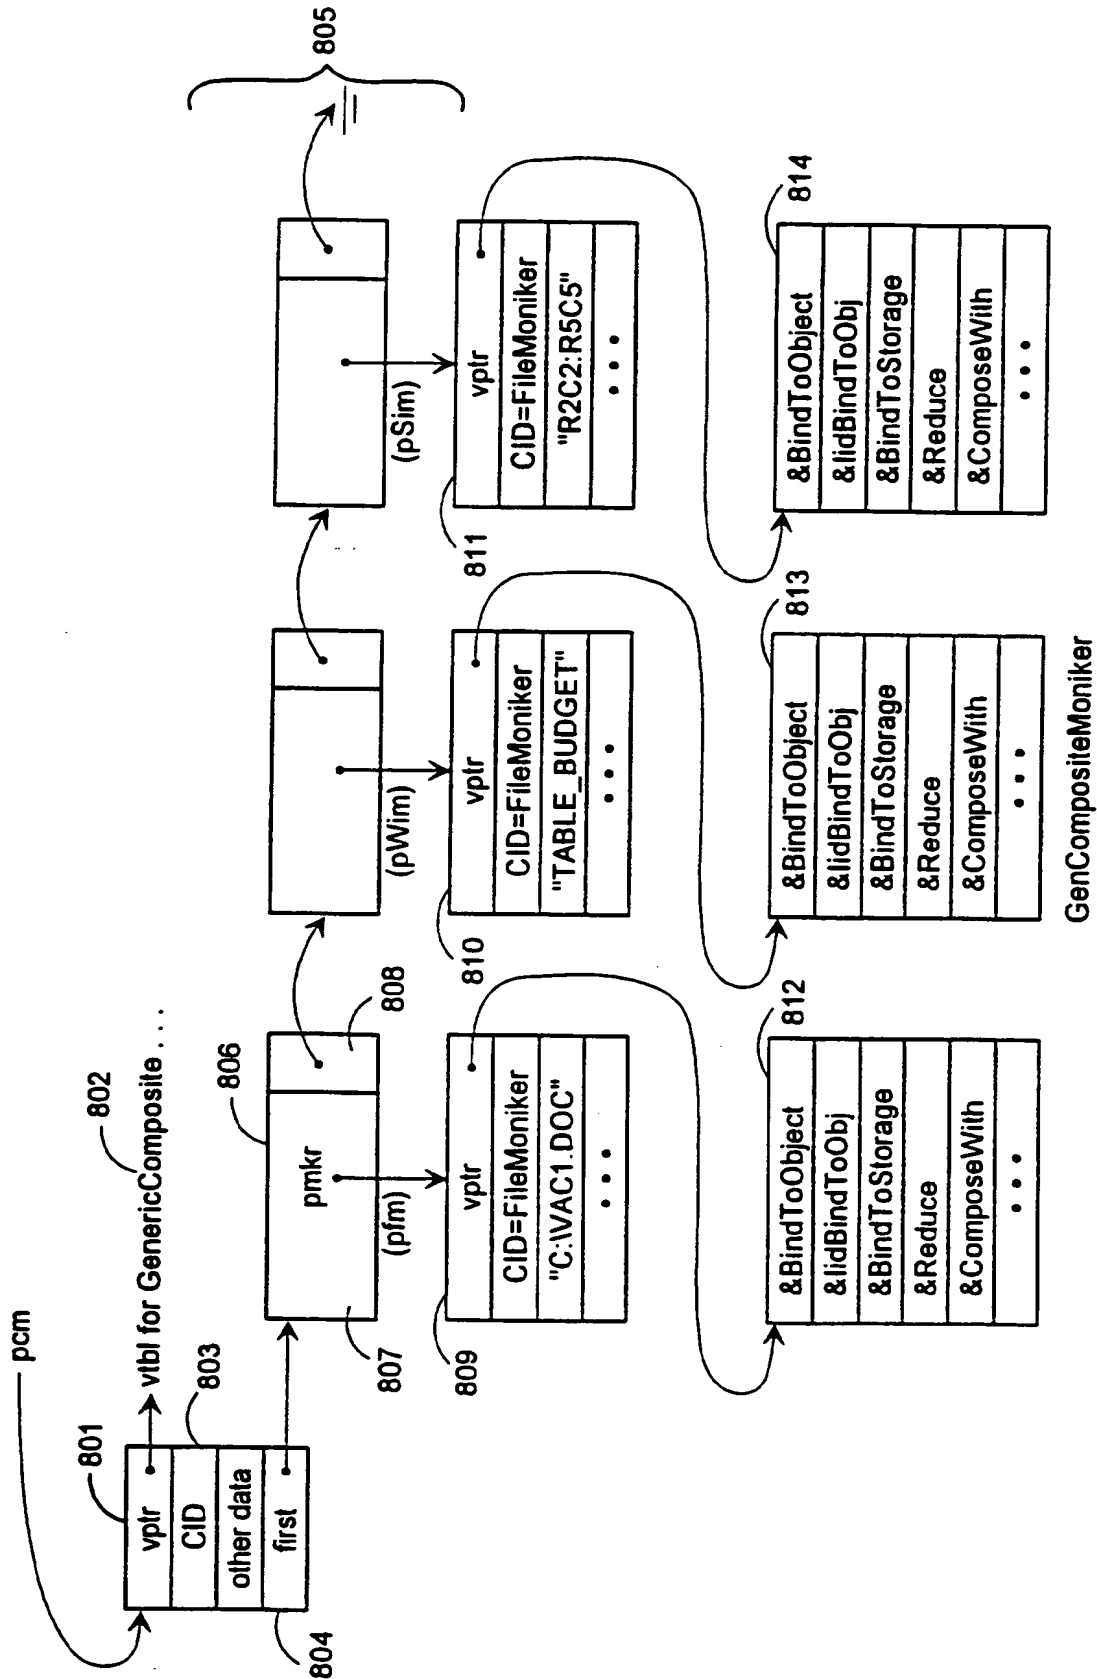 pcm
801
vptr
CID
other data
first
804
vtbl for GenericComposite . . .
802
803
805
806
pmkr
807
808
(pfm)
(pWim)
(pSim)
809
vptr
CID=FileMoniker
"C:\VAC1.DOC"
• • •
810
vptr
CID=FileMoniker
"TABLE_BUDGET"
• • •
811
vptr
CID=FileMoniker
"R2C2:R5C5"
• • •
812
&BindToObject
&IidBindToObj
&BindToStorage
&Reduce
&ComposeWith
• • •
813
&BindToObject
&IidBindToObj
&BindToStorage
&Reduce
&ComposeWith
• • •
814
&BindToObject
&IidBindToObj
&BindToStorage
&Reduce
&ComposeWith
• • •
GenCompositeMoniker